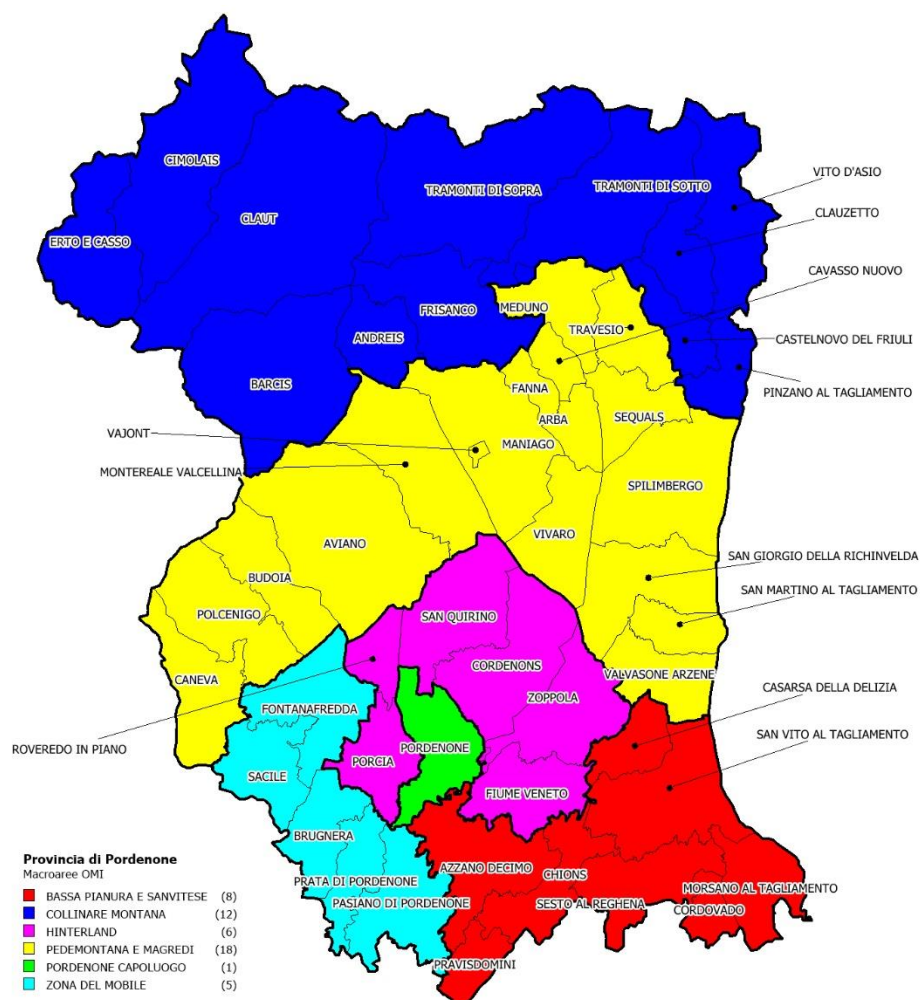 CIMOLAIS
VITO D'ASIO
TRAMONTI DI SOPRA
TRAMONTI DI SOTTO
CLAUZETTO
CLAUT
ERTO E CASSO
CAVASSO NUOVO
FRISANCO
MEDUNO
TRAVESIO
ANDREIS
CASTELNOVO DEL FRIULI
BARCIS
FANNA
PINZANO AL TAGLIAMENTO
ARBA
SEQUALS
VAJONT
MANIAGO
MONTEREALE VALCELLINA
SPILIMBERGO
VIVARO
AVIANO
SAN GIORGIO DELLA RICHINVELDA
BUDOIA
SAN MARTINO AL TAGLIAMENTO
POLCENIGO
SAN QUIRINO
CORDENONS
VALVASONE ARZENE
CANEVA
ZOPPOLA
CASARSA DELLA DELIZIA
FONTANAFREDDA
SAN VITO AL TAGLIAMENTO
ROVEREDO IN PIANO
PORDENONE
PORCIA
SACILE
FIUME VENETO
BRUGNERA
AZZANO DECIMO
CHIONS
PRATA DI PORDENONE
MORSANO AL TAGLIAMENTO
PASIANO DI PORDENONE
SESTO AL REGHENA
CORDOVADO
PRAVISDOMINI
Provincia di Pordenone
Macroaree OMI
BASSA PIANURA E SANVITESE (8)
COLLINARE MONTANA (12)
HINTERLAND (6)
PEDEMONTANA E MAGREDI (18)
PORDENONE CAPOLUOGO (1)
ZONA DEL MOBILE (5)